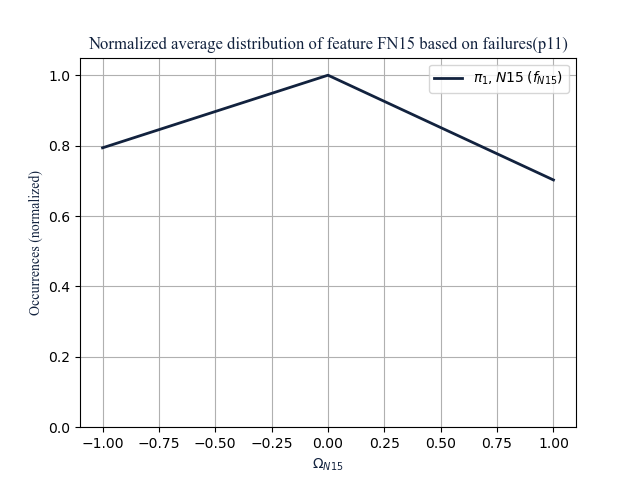 Normalized average distribution of feature FN15 based on failures(p11)
π₁, N15 (f_N15)
Occurrences (normalized)
1.0
0.8
0.6
0.4
0.2
0.0
−1.00 −0.75 −0.50 −0.25 0.00 0.25 0.50 0.75 1.00
Ω_N15